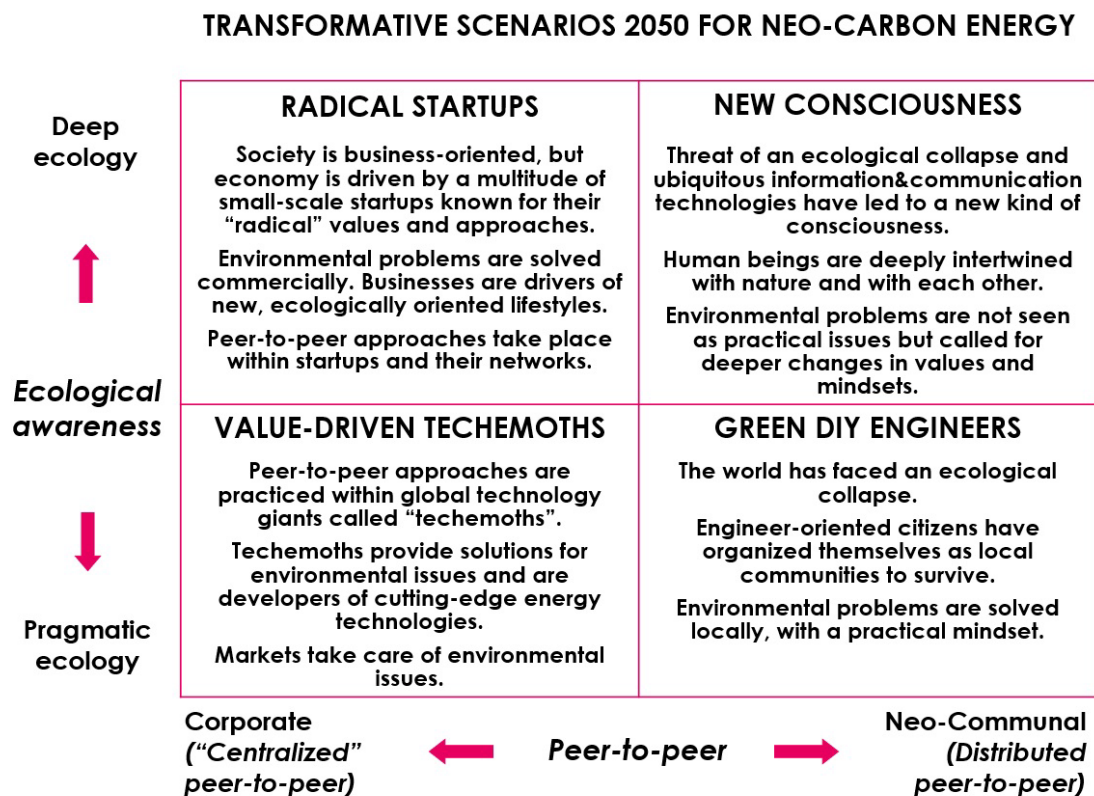 TRANSFORMATIVE SCENARIOS 2050 FOR NEO-CARBON ENERGY
Deep
ecology
Ecological
awareness
Pragmatic
ecology
RADICAL STARTUPS
Society is business-oriented, but
economy is driven by a multitude of
small-scale startups known for their
“radical” values and approaches.
Environmental problems are solved
commercially. Businesses are drivers of
new, ecologically oriented lifestyles.
Peer-to-peer approaches take place
within startups and their networks.
NEW CONSCIOUSNESS
Threat of an ecological collapse and
ubiquitous information&communication
technologies have led to a new kind of
consciousness.
Human beings are deeply intertwined
with nature and with each other.
Environmental problems are not seen
as practical issues but called for
deeper changes in values and
mindsets.
VALUE-DRIVEN TECHEMOTHS
Peer-to-peer approaches are
practiced within global technology
giants called “techemoths”.
Techemoths provide solutions for
environmental issues and are
developers of cutting-edge energy
technologies.
Markets take care of environmental
issues.
GREEN DIY ENGINEERS
The world has faced an ecological
collapse.
Engineer-oriented citizens have
organized themselves as local
communities to survive.
Environmental problems are solved
locally, with a practical mindset.
Corporate
(“Centralized”
peer-to-peer)
Peer-to-peer
Neo-Communal
(Distributed
peer-to-peer)